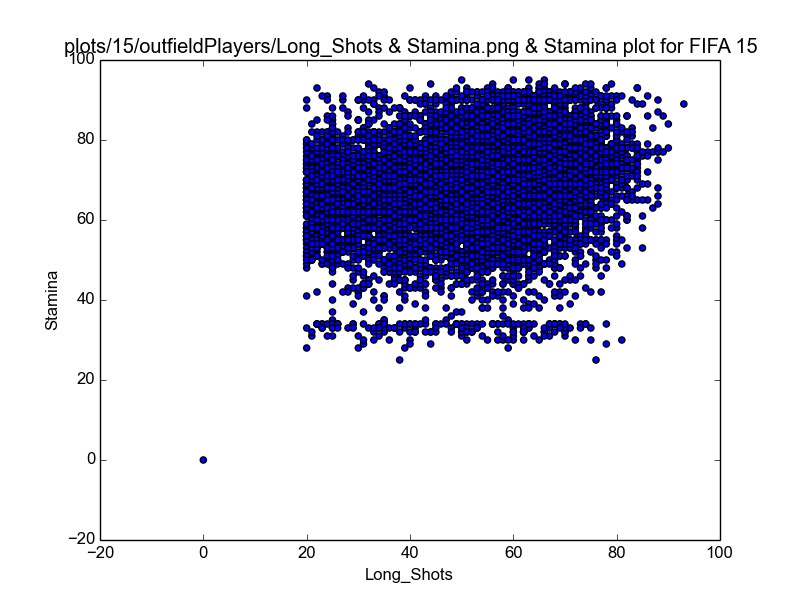 plots/15/outfieldPlayers/Long_Shots & Stamina.png & Stamina plot for FIFA 15
100
80
60
40
20
0
−20
Stamina
−20 0 20 40 60 80 100
Long_Shots